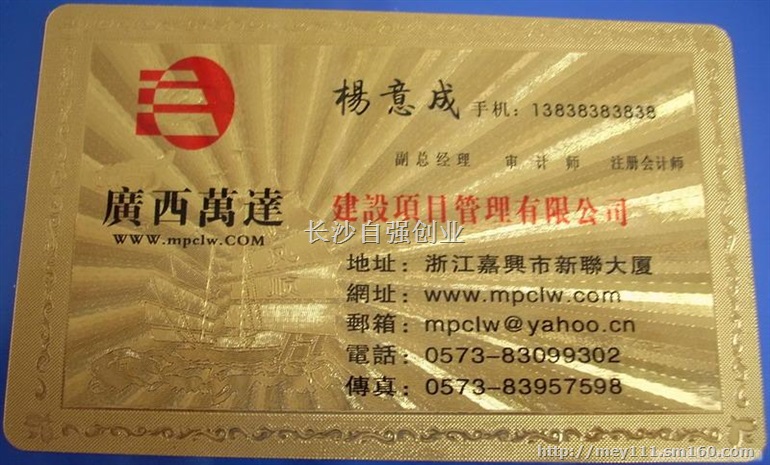 楊意成 手机：13838383838
副总经理 审计师 注册会计师
廣西萬達 建設項目管理有限公司
WWW.mpclw.COM
长沙自强创业
地址：浙江嘉興市新聯大厦
網址：www.mpclw.com
郵箱：mpclw@yahoo.cn
電話：0573-83099302
傳真：0573-83957598
http://mey111.sm160.com